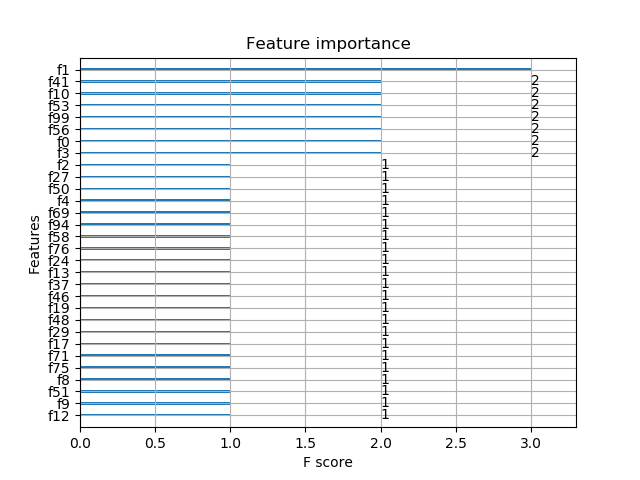 Feature importance
f1
f41 2
f10 2
f53 2
f99 2
f56 2
f0 2
f3 2
f2 1
f27 1
f50 1
f4 1
f69 1
f94 1
f58 1
f76 1
f24 1
f13 1
f37 1
f46 1
f19 1
f48 1
f29 1
f17 1
f71 1
f75 1
f8 1
f51 1
f9 1
f12 1
Features
0.0 0.5 1.0 1.5 2.0 2.5 3.0
F score